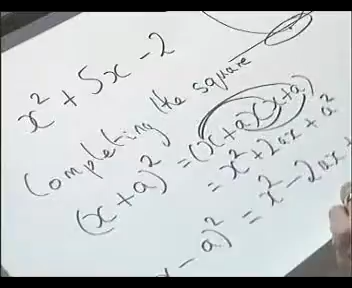 x² + 5x - 2
Completing the square
(x + a)² = (x + a)(x + a)
= x² + 2ax + a²
- a)² = x² - 2ax +